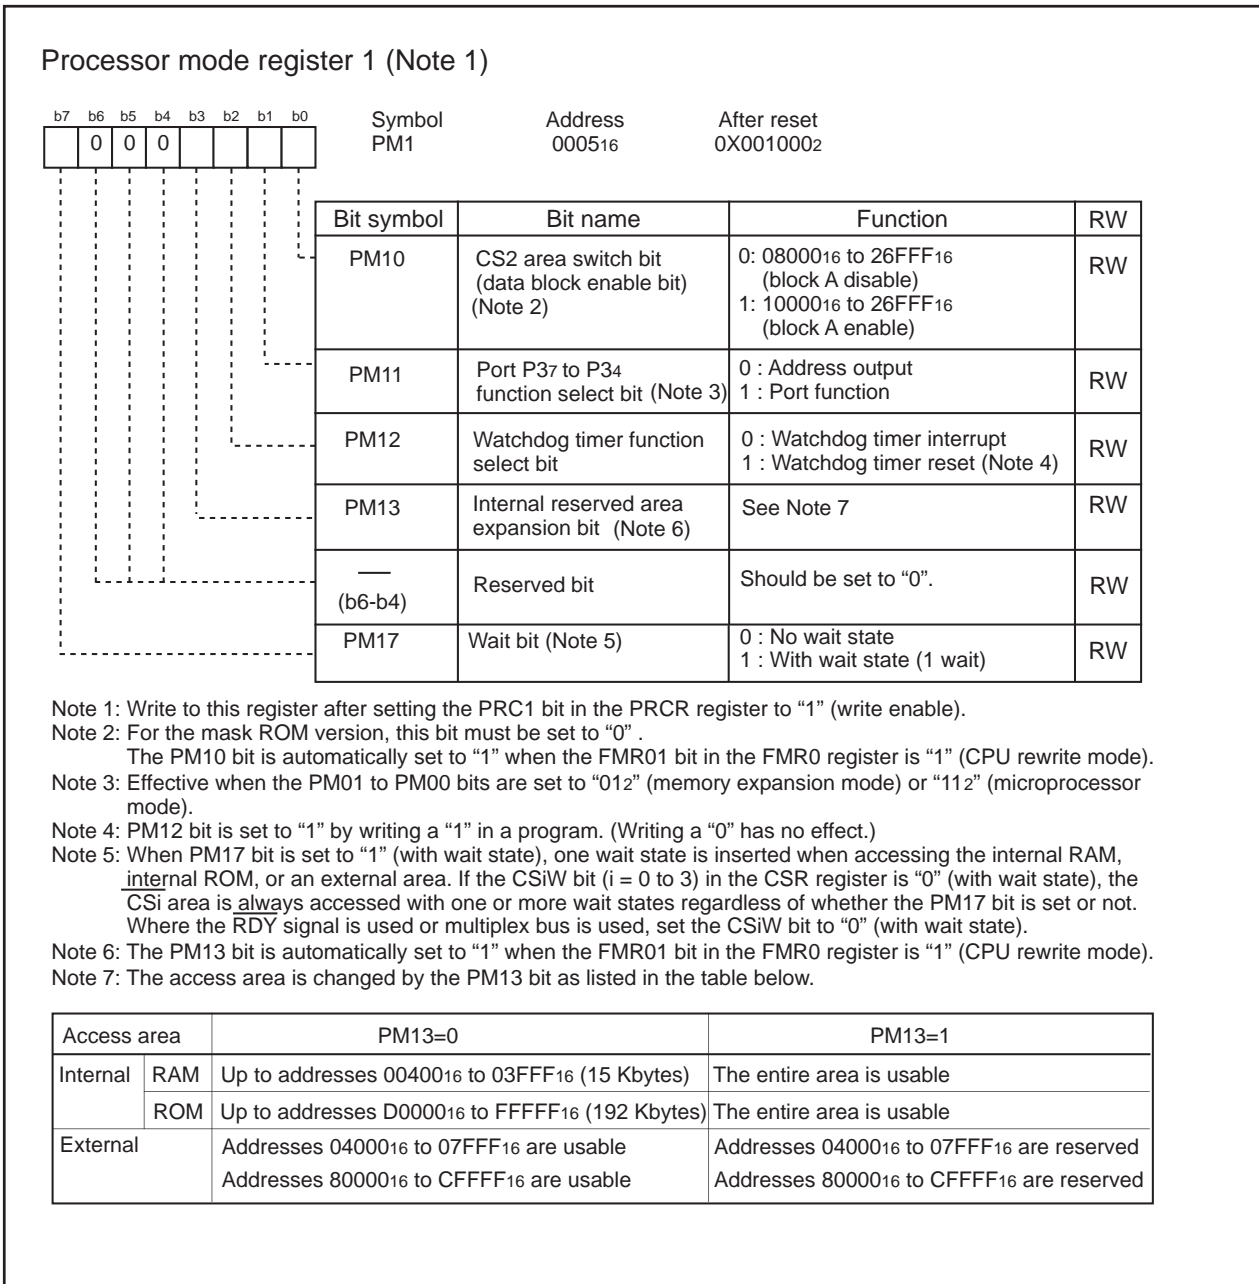 Processor mode register 1 (Note 1)
b7 b6 b5 b4 b3 b2 b1 b0
0 0 0
Symbol Address After reset
PM1 000516 0X0010002
Bit symbol Bit name Function RW
PM10 CS2 area switch bit (data block enable bit) (Note 2) 0: 0800016 to 26FFF16 (block A disable) 1: 1000016 to 26FFF16 (block A enable) RW
PM11 Port P37 to P34 function select bit (Note 3) 0 : Address output 1 : Port function RW
PM12 Watchdog timer function select bit 0 : Watchdog timer interrupt 1 : Watchdog timer reset (Note 4) RW
PM13 Internal reserved area expansion bit (Note 6) See Note 7 RW
— (b6-b4) Reserved bit Should be set to “0”. RW
PM17 Wait bit (Note 5) 0 : No wait state 1 : With wait state (1 wait) RW
Note 1: Write to this register after setting the PRC1 bit in the PRCR register to “1” (write enable).
Note 2: For the mask ROM version, this bit must be set to “0” .
The PM10 bit is automatically set to “1” when the FMR01 bit in the FMR0 register is “1” (CPU rewrite mode).
Note 3: Effective when the PM01 to PM00 bits are set to “012” (memory expansion mode) or “112” (microprocessor
mode).
Note 4: PM12 bit is set to “1” by writing a “1” in a program. (Writing a “0” has no effect.)
Note 5: When PM17 bit is set to “1” (with wait state), one wait state is inserted when accessing the internal RAM,
internal ROM, or an external area. If the CSiW bit (i = 0 to 3) in the CSR register is “0” (with wait state), the
CSi area is always accessed with one or more wait states regardless of whether the PM17 bit is set or not.
Where the RDY signal is used or multiplex bus is used, set the CSiW bit to “0” (with wait state).
Note 6: The PM13 bit is automatically set to “1” when the FMR01 bit in the FMR0 register is “1” (CPU rewrite mode).
Note 7: The access area is changed by the PM13 bit as listed in the table below.
Access area PM13=0 PM13=1
Internal RAM Up to addresses 0040016 to 03FFF16 (15 Kbytes) The entire area is usable
ROM Up to addresses D000016 to FFFFF16 (192 Kbytes) The entire area is usable
External Addresses 0400016 to 07FFF16 are usable Addresses 0400016 to 07FFF16 are reserved
Addresses 8000016 to CFFFF16 are usable Addresses 8000016 to CFFFF16 are reserved